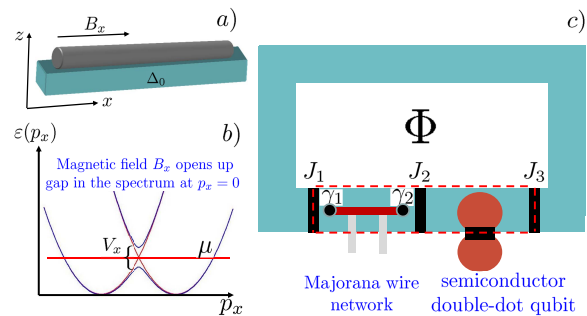 a)
B_x
z
Δ_0
x
b)
ε(p_x)
Magnetic field B_x opens up
gap in the spectrum at p_x = 0
V_x
μ
p_x
c)
Φ
J_1
J_2
J_3
γ_1
γ_2
Majorana wire
network
semiconductor
double-dot qubit